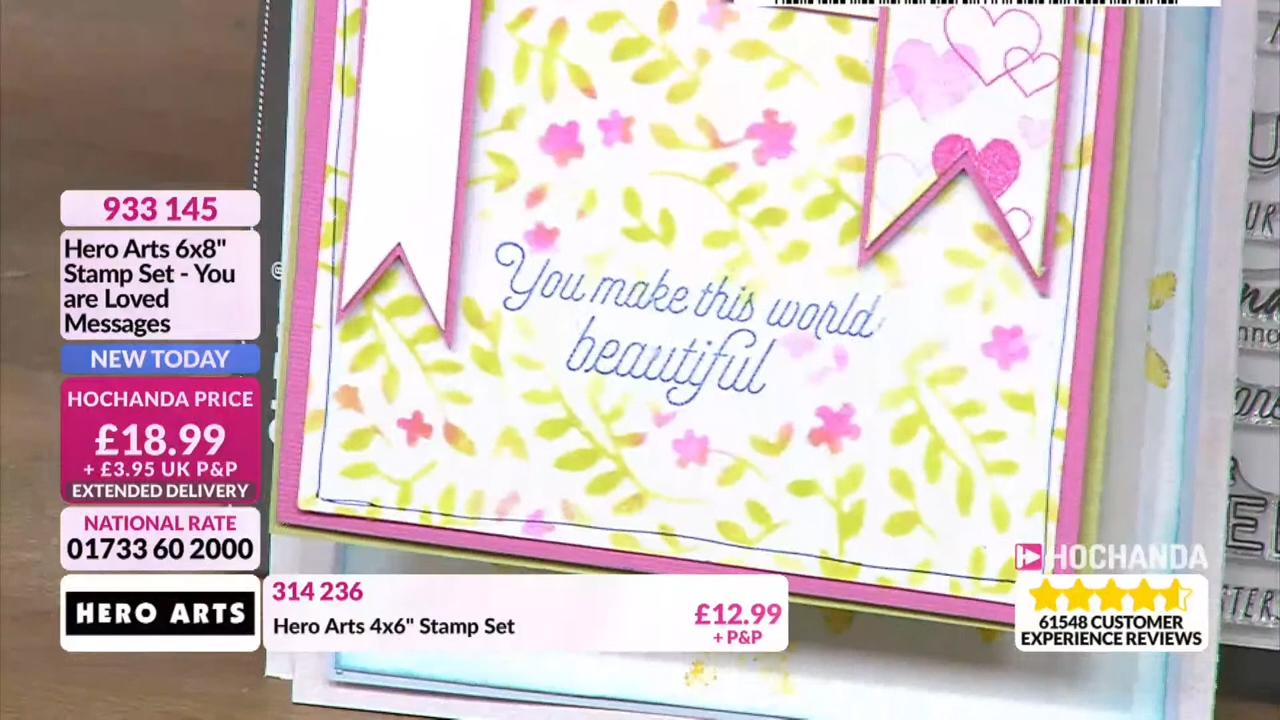 933 145
Hero Arts 6x8"
Stamp Set - You
are Loved
Messages
NEW TODAY
HOCHANDA PRICE
£18.99
+ £3.95 UK P&P
EXTENDED DELIVERY
NATIONAL RATE
01733 60 2000
HERO ARTS
314 236
Hero Arts 4x6" Stamp Set
£12.99
+ P&P
You make this world
beautiful
HOCHANDA
61548 CUSTOMER
EXPERIENCE REVIEWS